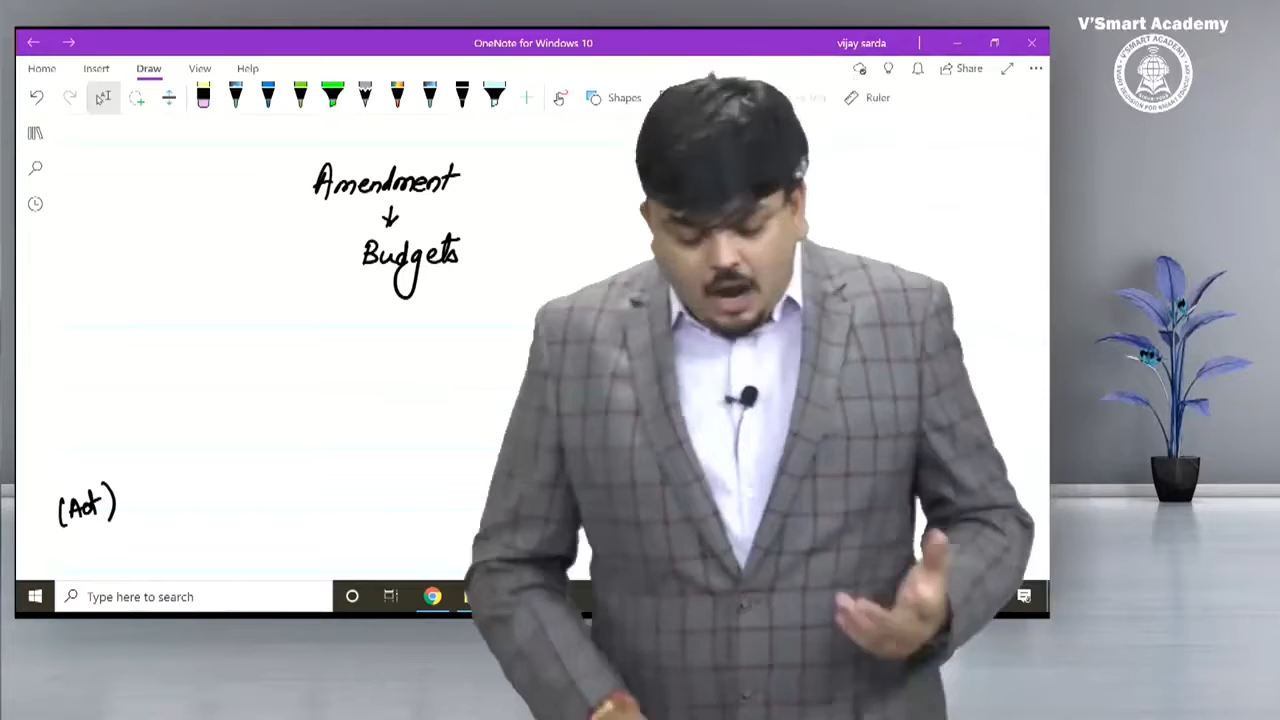 V'Smart Academy
OneNote for Windows 10
vijay sarda
Home Insert Draw View Help
Share
Shapes
Ruler
Amendment
↓
Budgets
(Act)
Type here to search